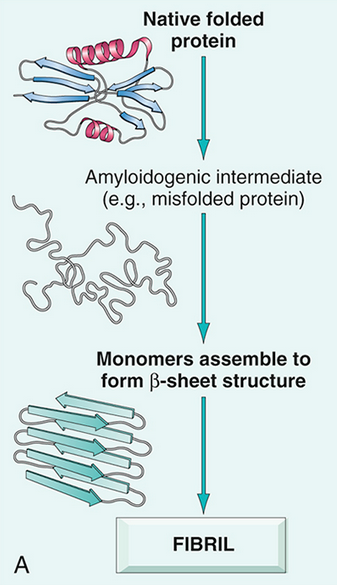 Native folded
protein
Amyloidogenic intermediate
(e.g., misfolded protein)
Monomers assemble to
form β-sheet structure
FIBRIL
A